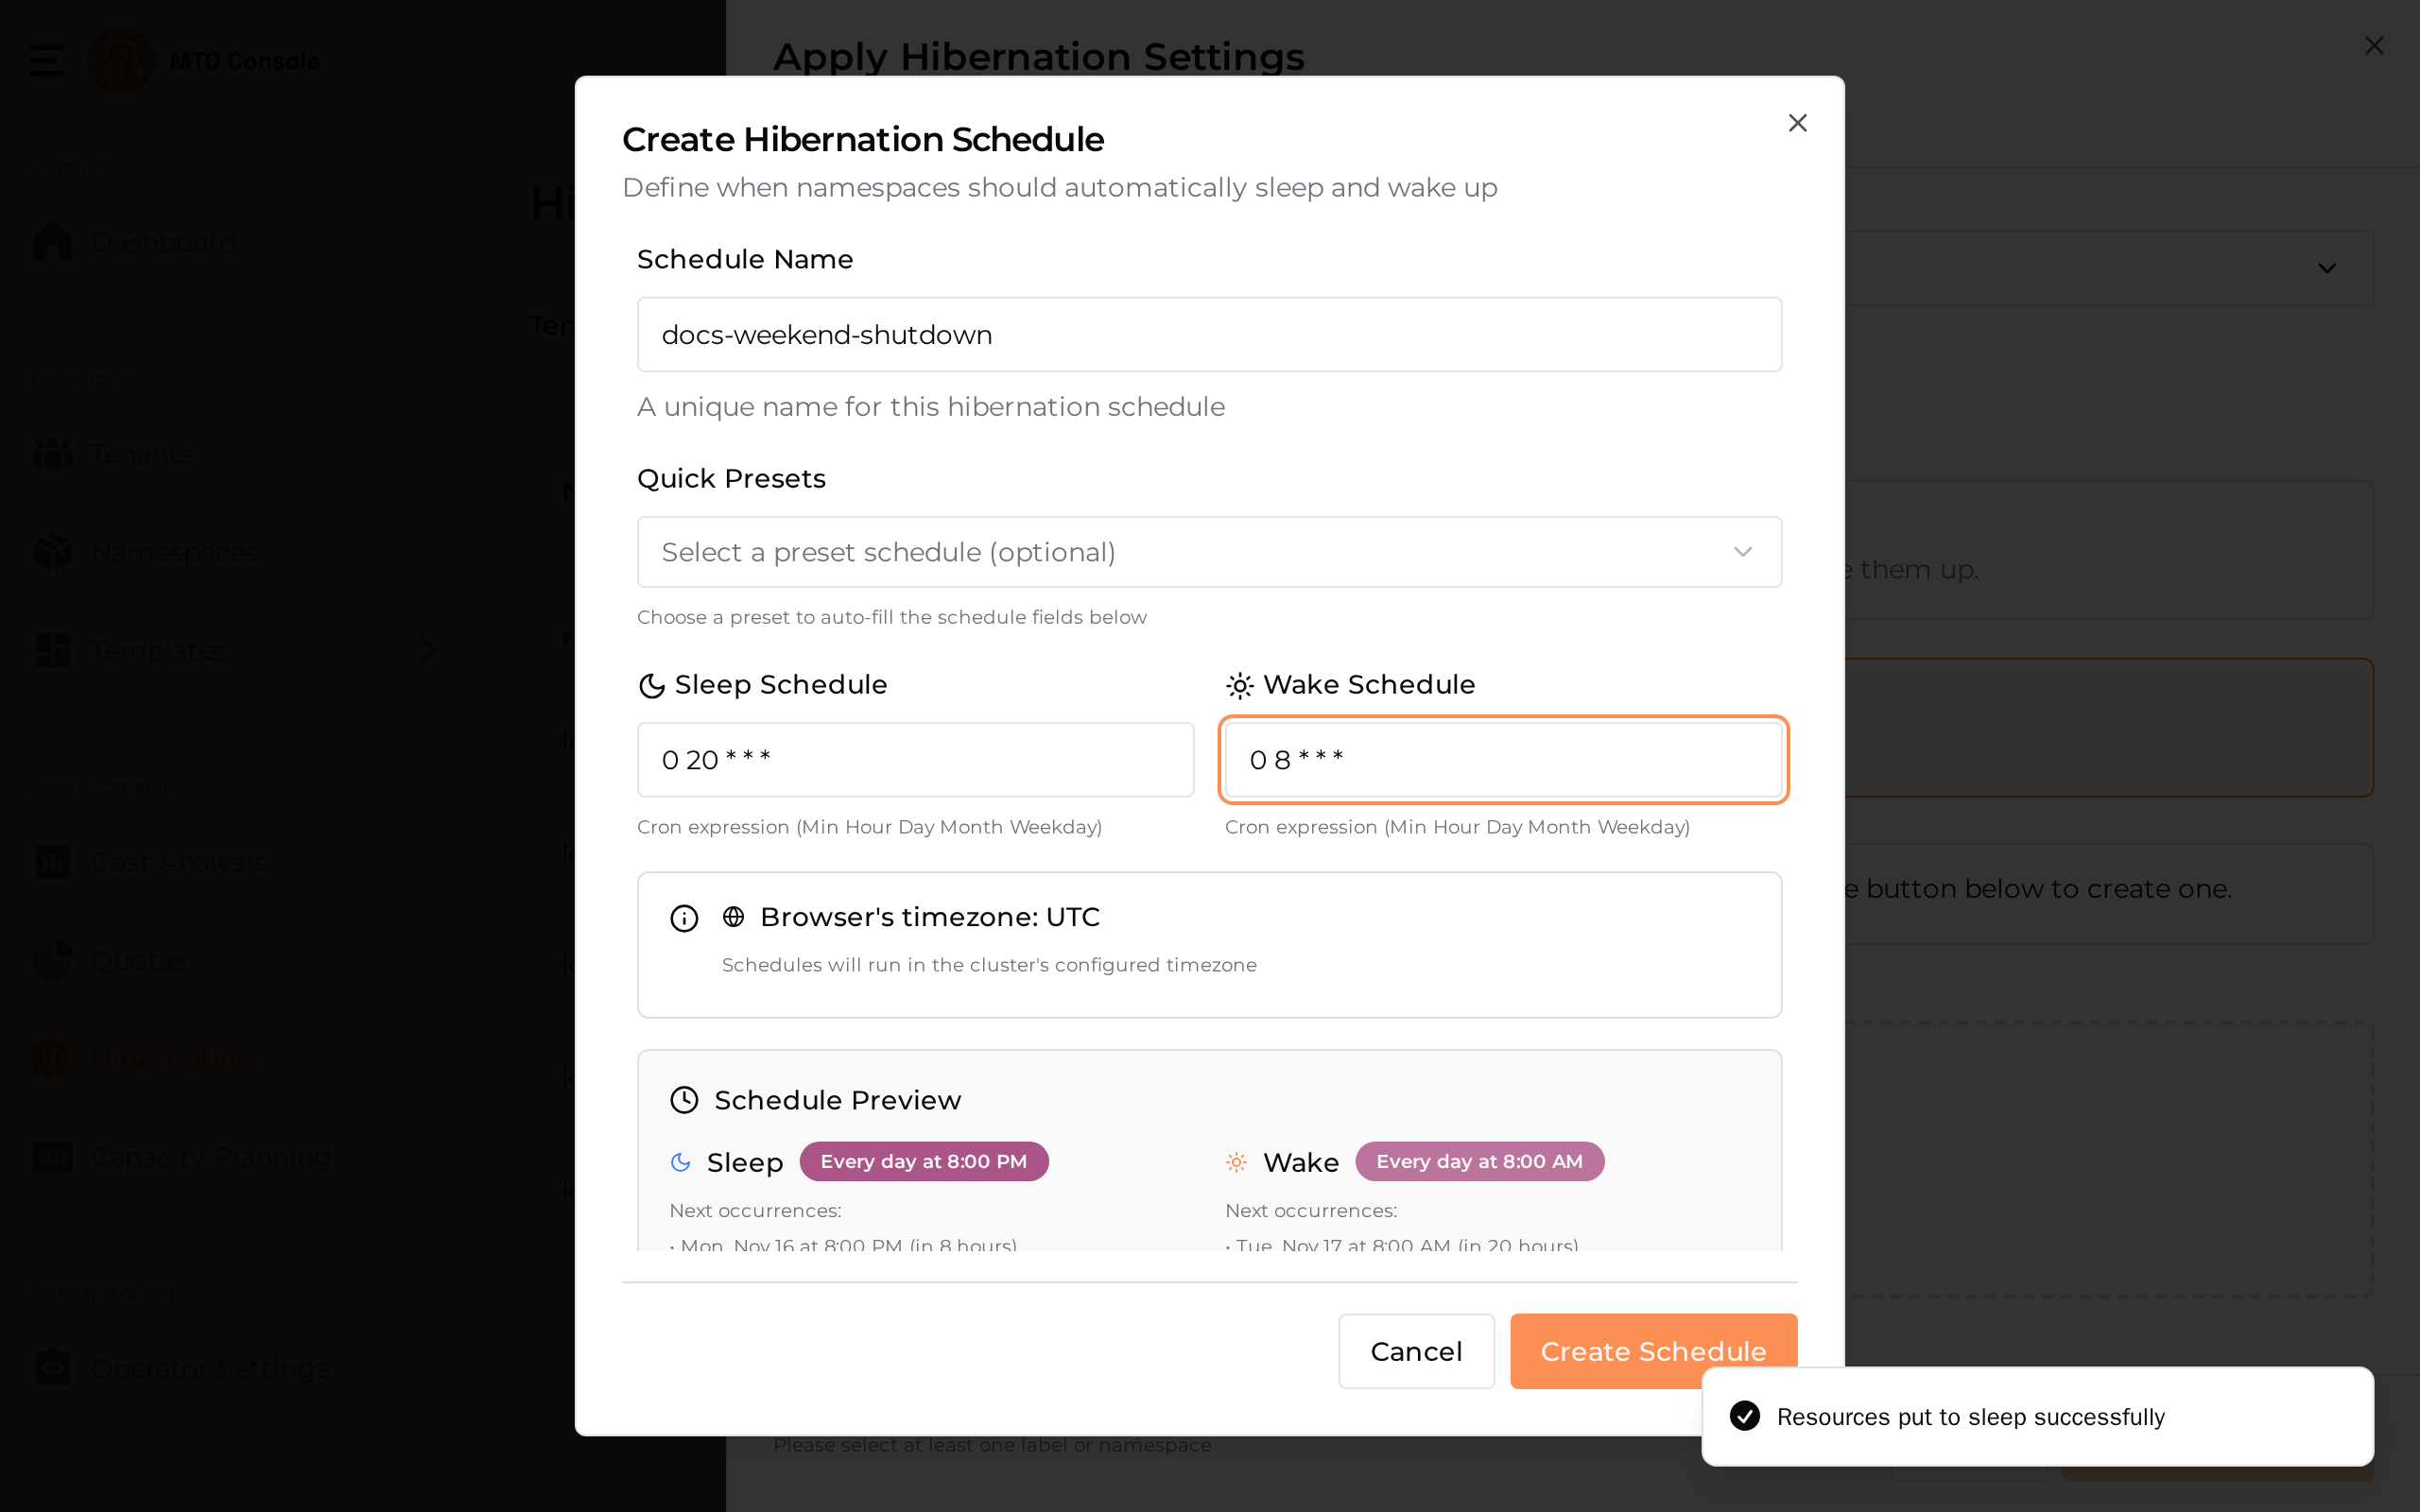 MTO Console
Overview
Dashboard
Resources
Tenants
Namespaces
Templates
Cost & Capacity
Cost Analysis
Quotas
Hibernation
Capacity Planning
Administration
Operator Settings
Apply Hibernation Settings
Create Hibernation Schedule
Define when namespaces should automatically sleep and wake up
Schedule Name
docs-weekend-shutdown
A unique name for this hibernation schedule
Quick Presets
Select a preset schedule (optional)
Choose a preset to auto-fill the schedule fields below
Sleep Schedule
Wake Schedule
0 20 * * *
0 8 * * *
Cron expression (Min Hour Day Month Weekday)
Cron expression (Min Hour Day Month Weekday)
Browser's timezone: UTC
Schedules will run in the cluster's configured timezone
Schedule Preview
Sleep Every day at 8:00 PM
Wake Every day at 8:00 AM
Next occurrences:
Next occurrences:
• Mon, Nov 16 at 8:00 PM (in 8 hours)
• Tue, Nov 17 at 8:00 AM (in 20 hours)
Cancel
Create Schedule
them up.
button below to create one.
Please select at least one label or namespace
Resources put to sleep successfully